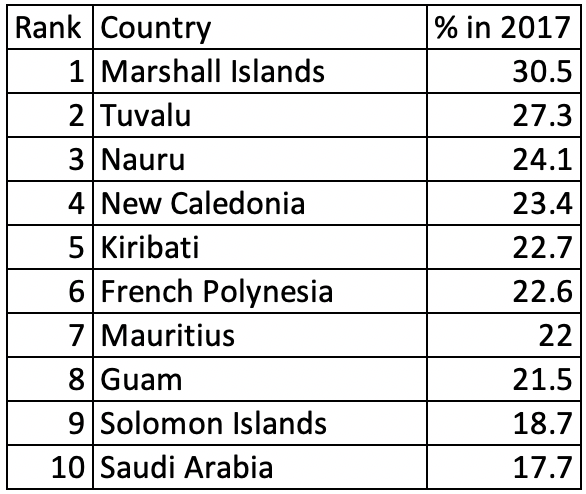 Rank Country % in 2017
1 Marshall Islands 30.5
2 Tuvalu 27.3
3 Nauru 24.1
4 New Caledonia 23.4
5 Kiribati 22.7
6 French Polynesia 22.6
7 Mauritius 22
8 Guam 21.5
9 Solomon Islands 18.7
10 Saudi Arabia 17.7